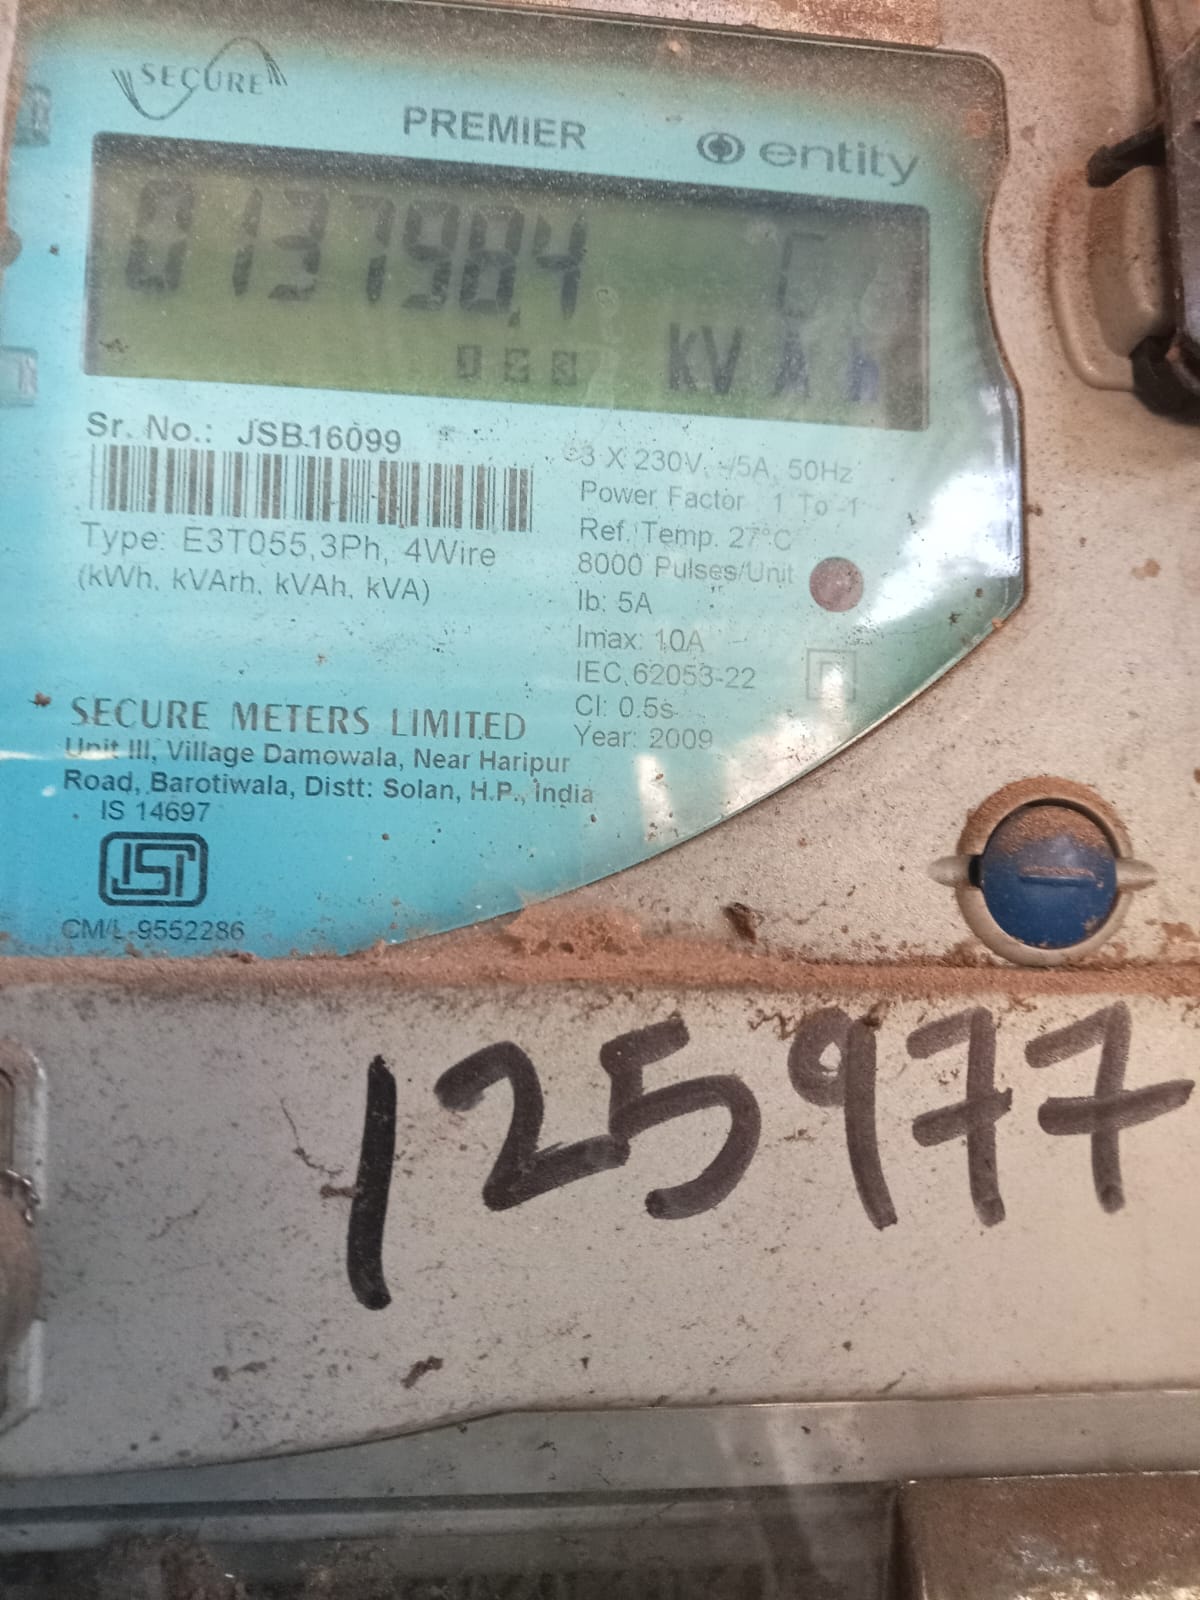 SECURE
PREMIER
entity
0137984
kVAh
Sr. No.: JSB16099
3 X 230V, -/5A, 50Hz
Power Factor 1 To -1
Ref. Temp. 27°C
8000 Pulses/Unit
Ib: 5A
Imax: 10A
IEC 62053-22
Cl: 0.5s
Year: 2009
Type: E3T055,3Ph, 4Wire
(kWh, kVArh, kVAh, kVA)
SECURE METERS LIMITED
Unit III, Village Damowala, Near Haripur
Road, Barotiwala, Distt: Solan, H.P., India
IS 14697
ISI
CM/L-9552286
125977